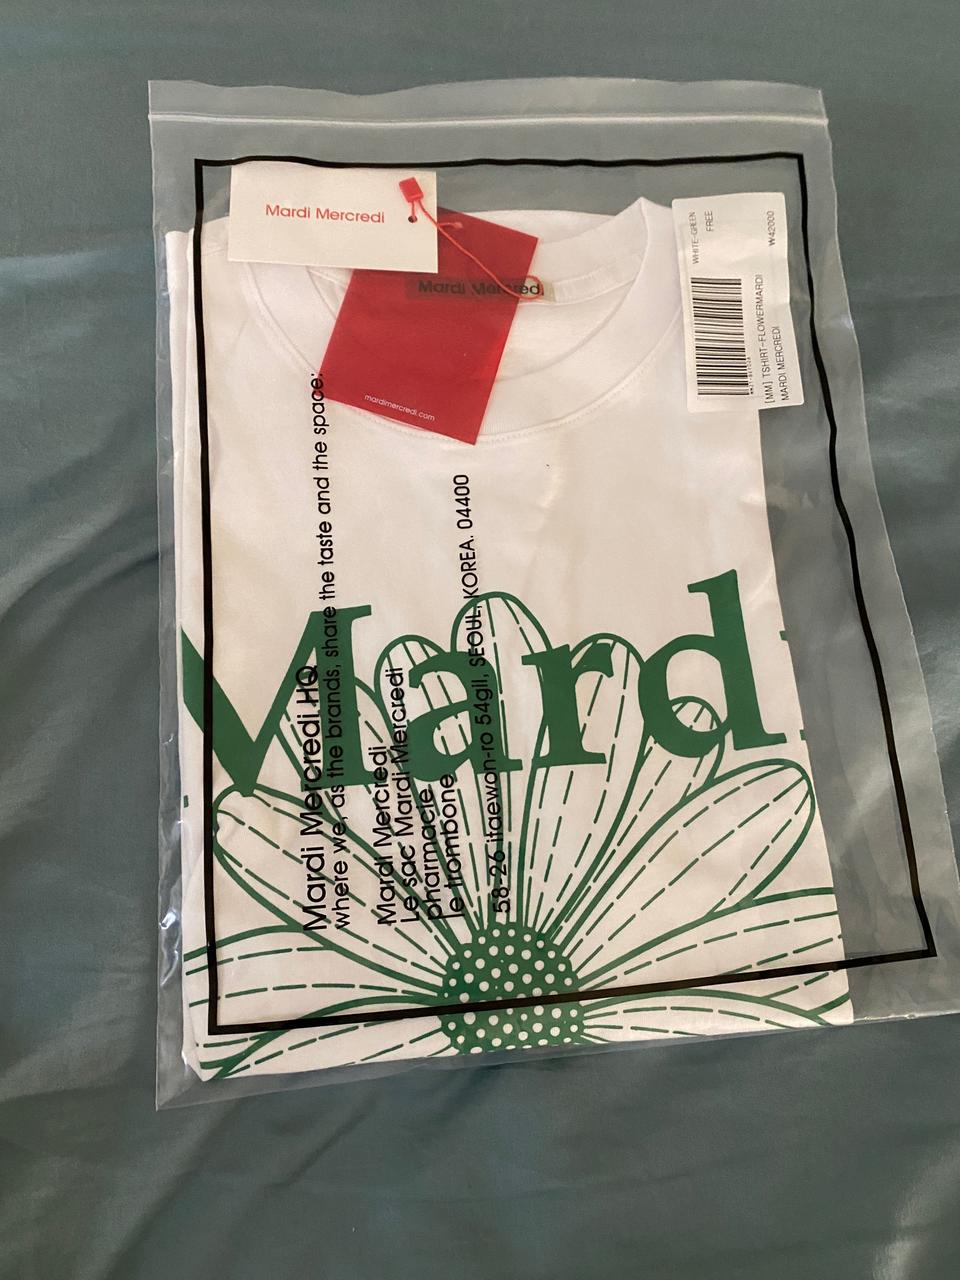 Mardi Mercredi
Mardi Mercredi
mardimercredi.com
WHITE-GREEN
FREE
₩42000
[MM] TSHIRT-FLOWERMARDI
MARDI MERCREDI
Mardi
Mardi Mercredi HQ
where we, as the brands, share the taste and the space;
Mardi Mercredi
Le sac Mardi Mercredi
pharmacie
le trombone
58-26 itaewon-ro 54gil, SEOUL, KOREA. 04400